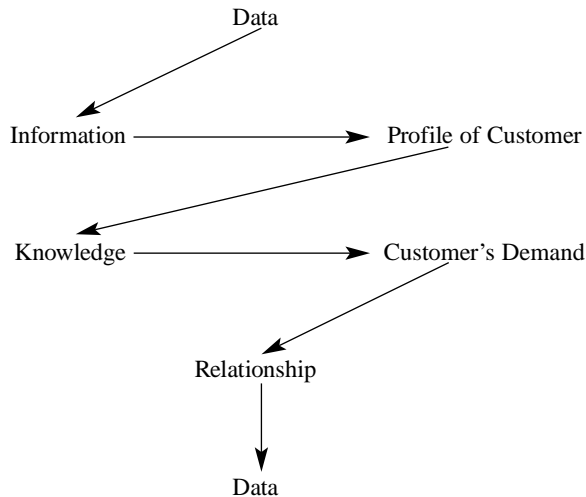 Data
Information
Profile of Customer
Knowledge
Customer’s Demand
Relationship
Data